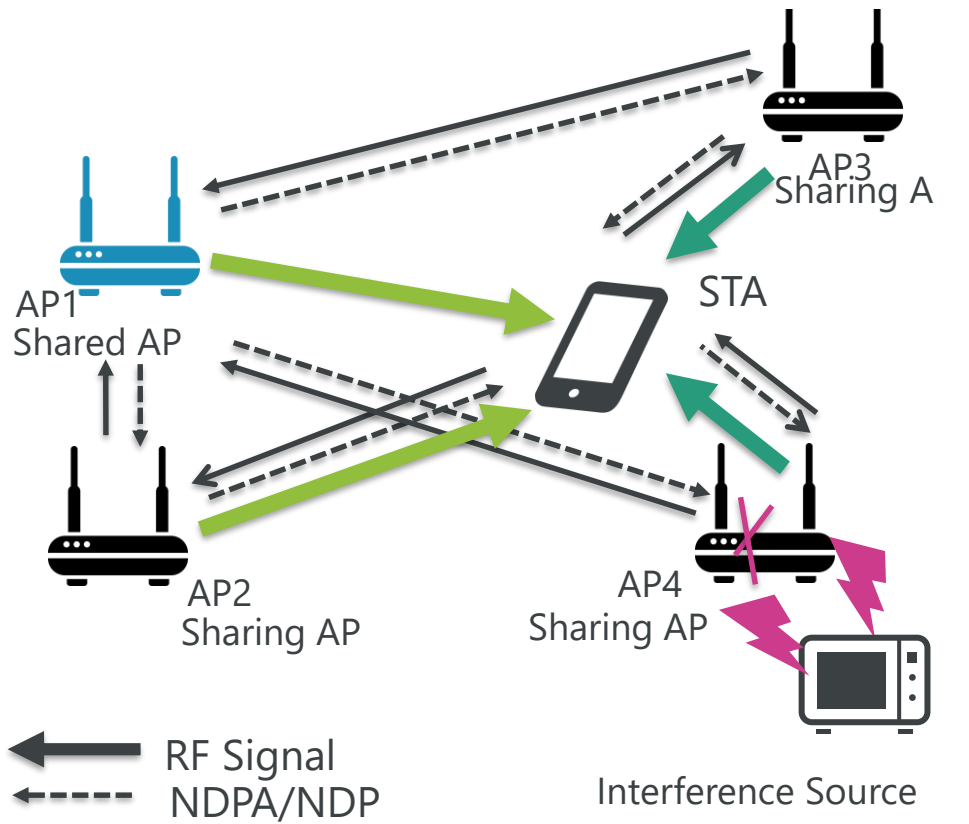 AP3
Sharing A
STA
AP1
Shared AP
AP2
Sharing AP
AP4
Sharing AP
RF Signal
NDPA/NDP
Interference Source